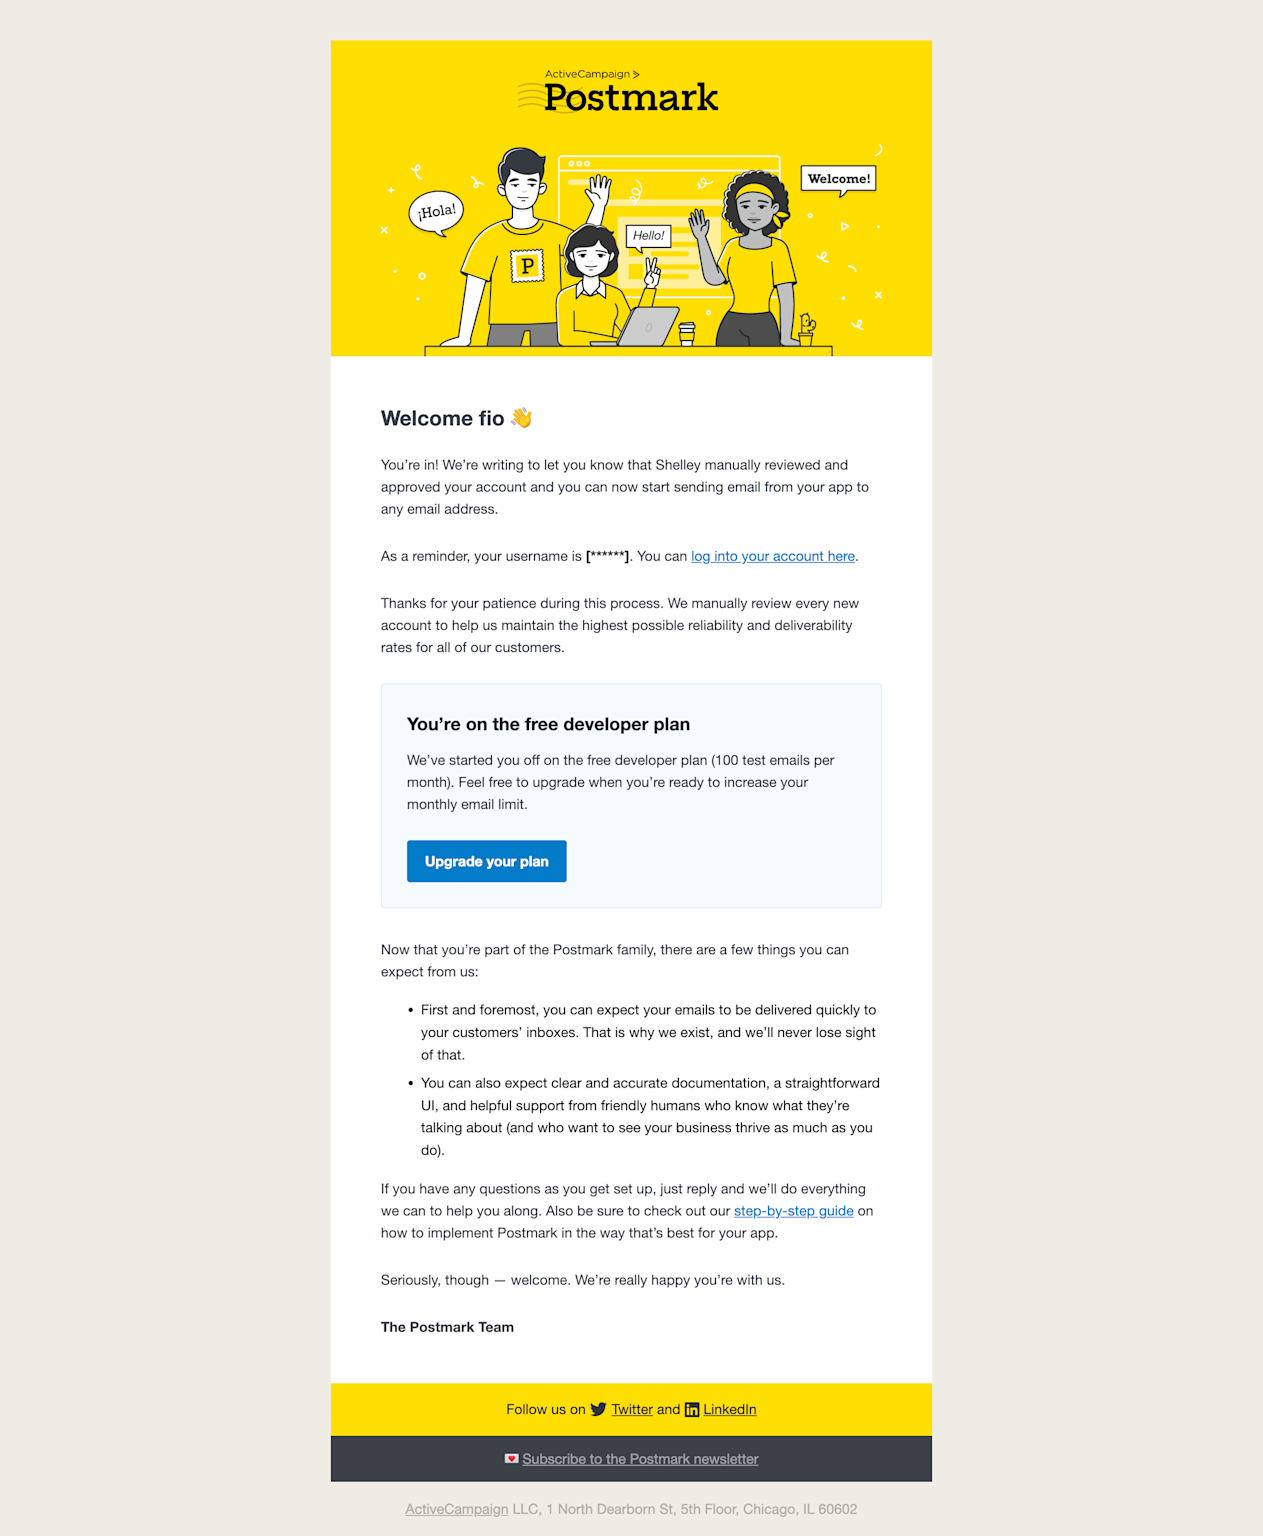 ActiveCampaign >
Postmark
¡Hola!
Hello!
Welcome!
P
Welcome fio 👋
You’re in! We’re writing to let you know that Shelley manually reviewed and
approved your account and you can now start sending email from your app to
any email address.
As a reminder, your username is [******]. You can log into your account here.
Thanks for your patience during this process. We manually review every new
account to help us maintain the highest possible reliability and deliverability
rates for all of our customers.
You’re on the free developer plan
We’ve started you off on the free developer plan (100 test emails per
month). Feel free to upgrade when you’re ready to increase your
monthly email limit.
Upgrade your plan
Now that you’re part of the Postmark family, there are a few things you can
expect from us:
• First and foremost, you can expect your emails to be delivered quickly to
your customers’ inboxes. That is why we exist, and we’ll never lose sight
of that.
• You can also expect clear and accurate documentation, a straightforward
UI, and helpful support from friendly humans who know what they’re
talking about (and who want to see your business thrive as much as you
do).
If you have any questions as you get set up, just reply and we’ll do everything
we can to help you along. Also be sure to check out our step-by-step guide on
how to implement Postmark in the way that’s best for your app.
Seriously, though — welcome. We’re really happy you’re with us.
The Postmark Team
Follow us on Twitter and LinkedIn
💌 Subscribe to the Postmark newsletter
ActiveCampaign LLC, 1 North Dearborn St, 5th Floor, Chicago, IL 60602